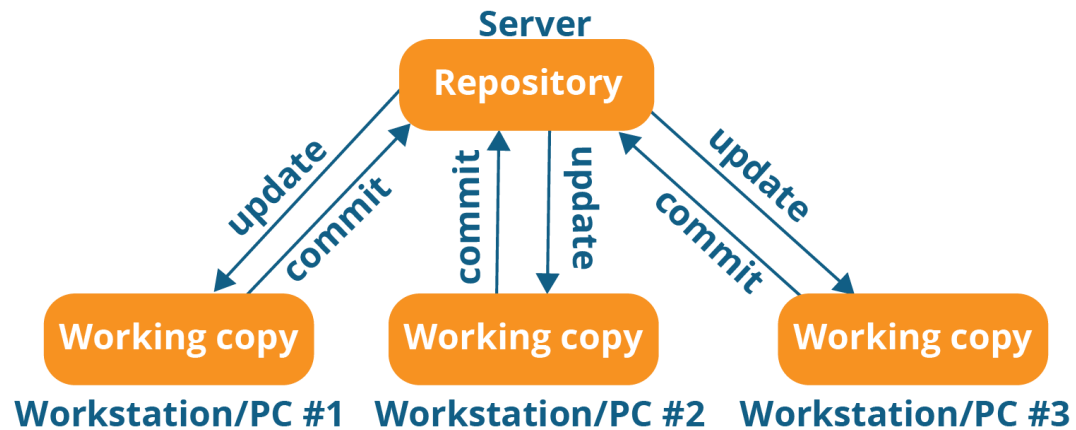 Server
Repository
update
commit
commit
update
commit
update
Working copy
Working copy
Working copy
Workstation/PC #1
Workstation/PC #2
Workstation/PC #3